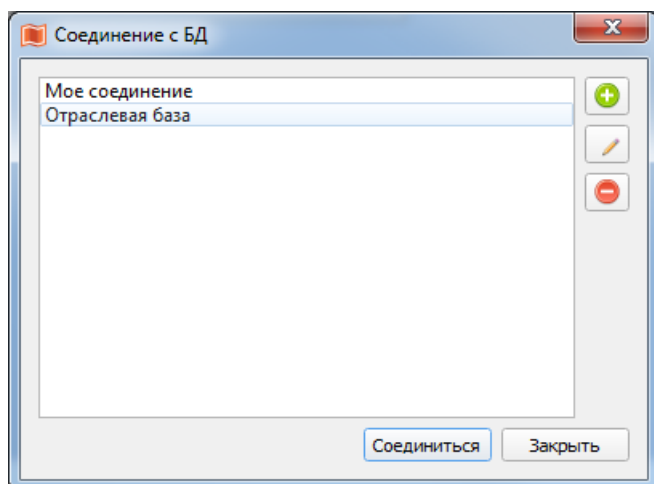 Соединение с БД
Мое соединение
Отраслевая база
Соединиться
Закрыть